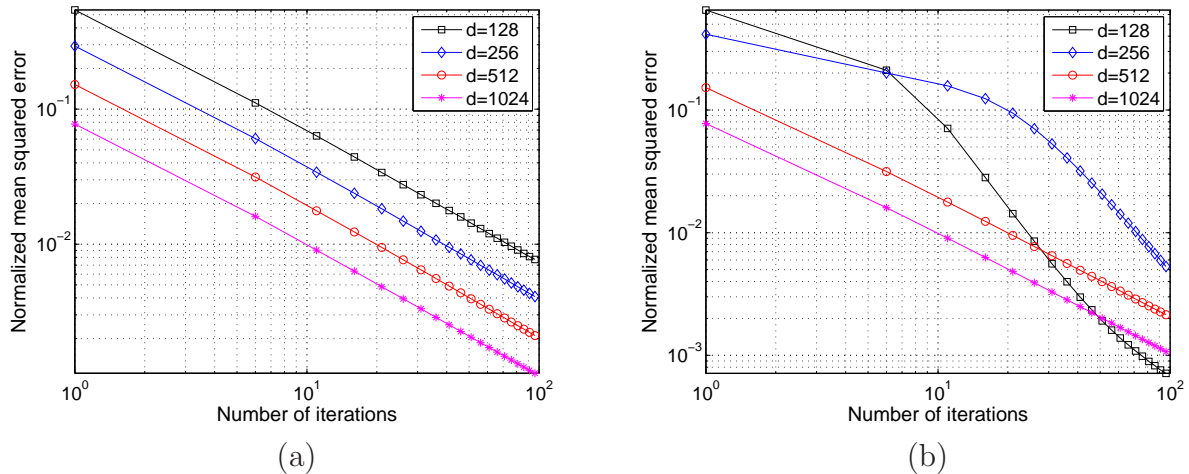 d=128
d=256
d=512
d=1024
10^{-1}
10^{-2}
10^0
10^1
10^2
Normalized mean squared error
Number of iterations
(a)
d=128
d=256
d=512
d=1024
10^{-1}
10^{-2}
10^{-3}
10^0
10^1
10^2
Normalized mean squared error
Number of iterations
(b)